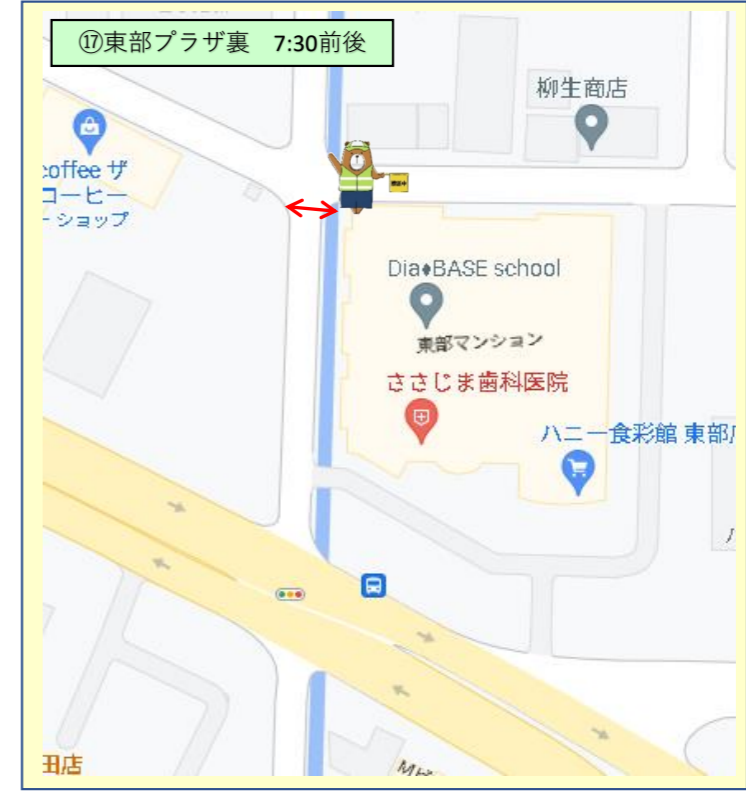 ⑰東部プラザ裏 7:30前後
柳生商店
coffee ザ
コーヒー
ーショップ
Dia♦BASE school
東部マンション
ささじま歯科医院
ハニー食彩館 東部
田店